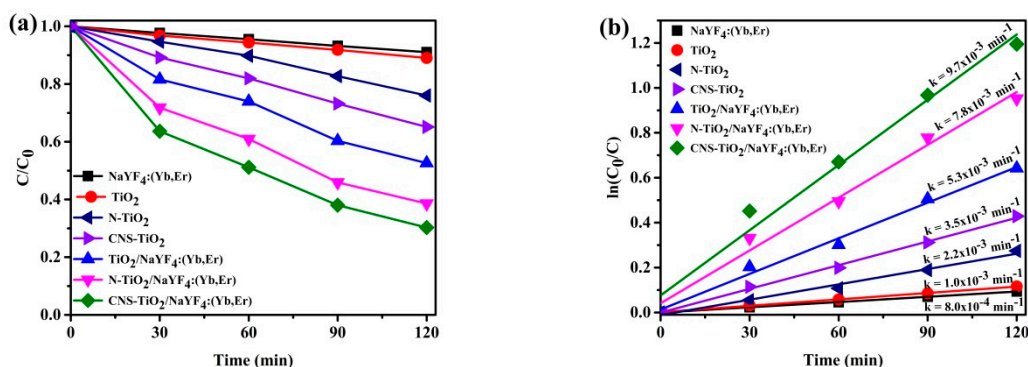 (a)
1.0
0.8
0.6
0.4
0.2
0.0
C/C0
NaYF4:(Yb,Er)
TiO2
N-TiO2
CNS-TiO2
TiO2/NaYF4:(Yb,Er)
N-TiO2/NaYF4:(Yb,Er)
CNS-TiO2/NaYF4:(Yb,Er)
0 30 60 90 120
Time (min)
(b)
1.2
1.0
0.8
0.6
0.4
0.2
0.0
ln(C0/C)
NaYF4:(Yb,Er)
TiO2
N-TiO2
CNS-TiO2
TiO2/NaYF4:(Yb,Er)
N-TiO2/NaYF4:(Yb,Er)
CNS-TiO2/NaYF4:(Yb,Er)
k = 9.7x10-3 min-1
k = 7.8x10-3 min-1
k = 5.3x10-3 min-1
k = 3.5x10-3 min-1
k = 2.2x10-3 min-1
k = 1.0x10-3 min-1
k = 8.0x10-4 min-1
0 30 60 90 120
Time (min)